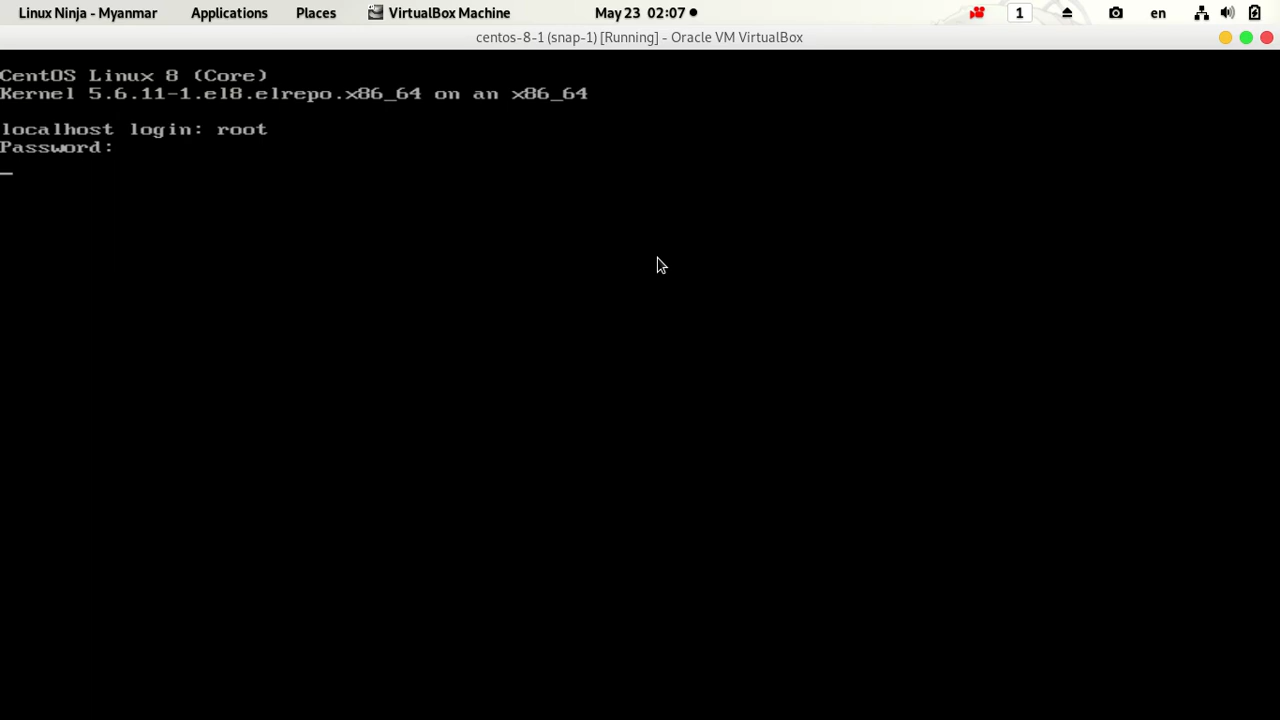 Linux Ninja - Myanmar Applications Places VirtualBox Machine May 23 02:07 1 en
centos-8-1 (snap-1) [Running] - Oracle VM VirtualBox
CentOS Linux 8 (Core)
Kernel 5.6.11-1.el8.elrepo.x86_64 on an x86_64
localhost login: root
Password: